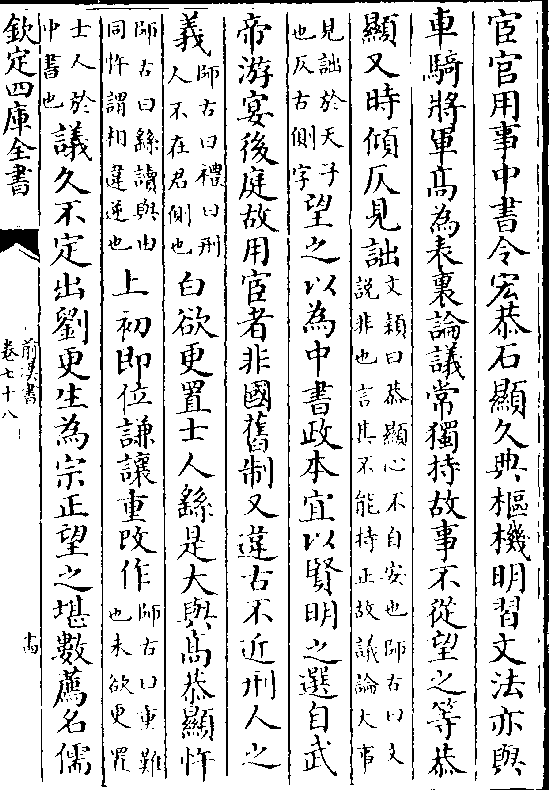 宦官用事中書令宏恭石顯久典樞機明習文法亦與
車騎將軍髙為表裏論議常獨持故事不從望之等恭
顯又時傾仄見詘文穎曰恭顯心不自安也師古曰文
說非也言其不能持正故議論大事
見詘於天子
也仄古側字望之以為中書政本宜以賢明之選自武
帝游宴後庭故用宦者非國舊制又違古不近刑人之
義師古曰禮曰刑
人不在君側也白欲更置士人繇是大與髙恭顯忤
師古曰繇讀與由
同忤謂相違逆也上初即位謙讓重改作師古曰重難
也未欲更置
士人於
中書也議久不定出劉更生為宗正望之堪數薦名儒
欽定四庫全書
前漢書
卷七十八